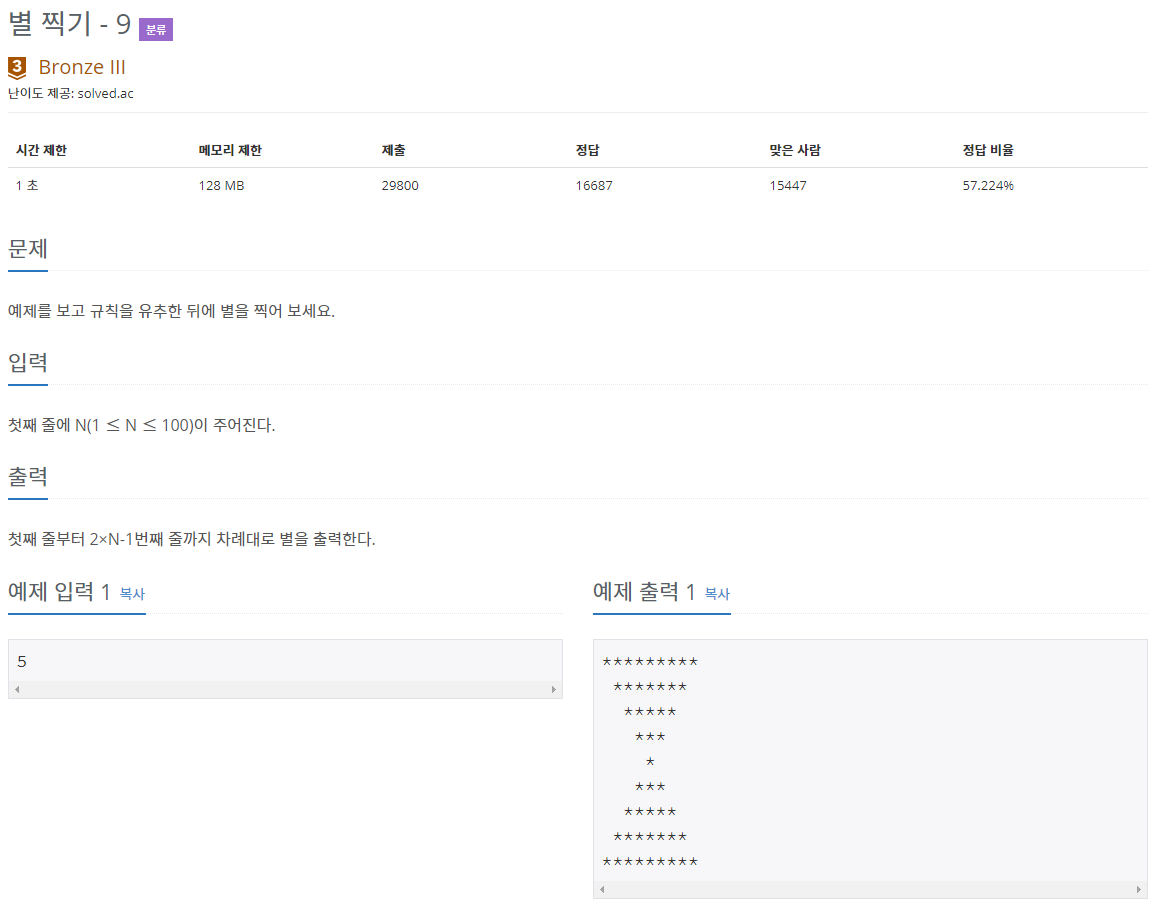 별 찍기 - 9 분류
3 Bronze III
난이도 제공: solved.ac
시간 제한 메모리 제한 제출 정답 맞은 사람 정답 비율
1 초 128 MB 29800 16687 15447 57.224%
문제
예제를 보고 규칙을 유추한 뒤에 별을 찍어 보세요.
입력
첫째 줄에 N(1 ≤ N ≤ 100)이 주어진다.
출력
첫째 줄부터 2×N-1번째 줄까지 차례대로 별을 출력한다.
예제 입력 1 복사
5
예제 출력 1 복사
*********
 *******
  *****
   ***
    *
   ***
  *****
 *******
*********